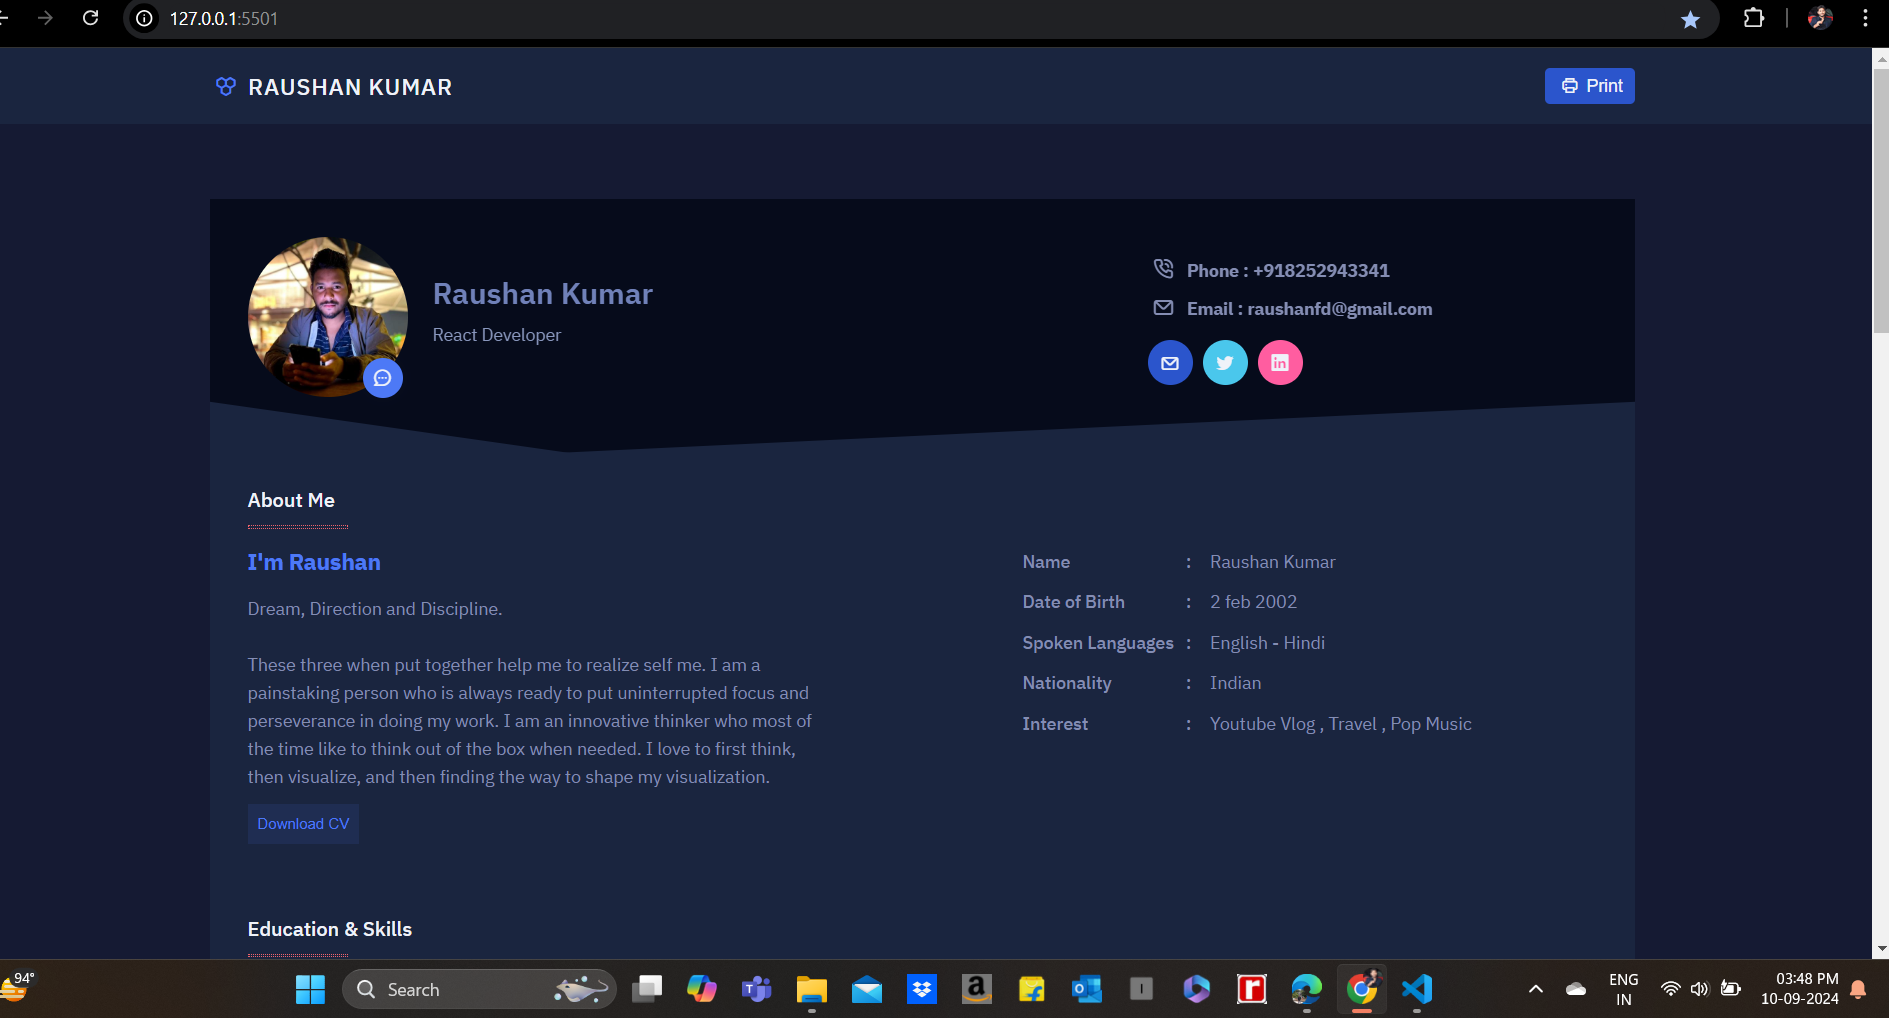 127.0.0.1:5501
RAUSHAN KUMAR
Print
Raushan Kumar
React Developer
Phone : +918252943341
Email : raushanfd@gmail.com
About Me
I'm Raushan
Dream, Direction and Discipline.
These three when put together help me to realize self me. I am a
painstaking person who is always ready to put uninterrupted focus and
perseverance in doing my work. I am an innovative thinker who most of
the time like to think out of the box when needed. I love to first think,
then visualize, and then finding the way to shape my visualization.
Download CV
Name : Raushan Kumar
Date of Birth : 2 feb 2002
Spoken Languages : English - Hindi
Nationality : Indian
Interest : Youtube Vlog , Travel , Pop Music
Education & Skills
94°
Search
ENG
IN
03:48 PM
10-09-2024